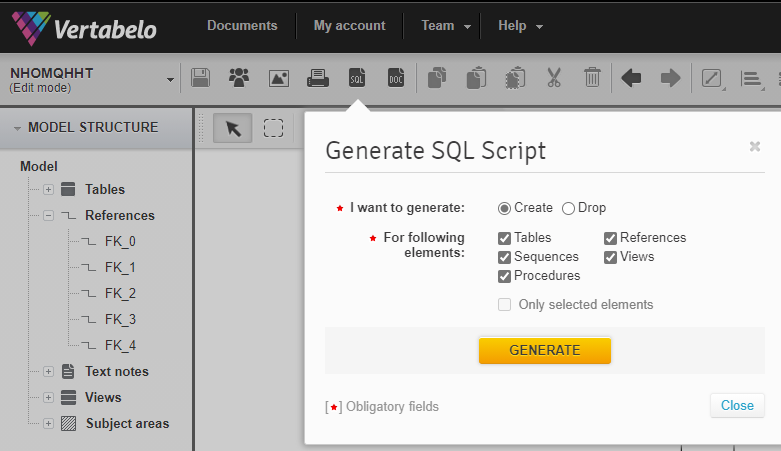 Vertabelo
Documents
My account
Team
Help
NHOMQHHT
(Edit mode)
SQL
DOC
MODEL STRUCTURE
Model
Tables
References
FK_0
FK_1
FK_2
FK_3
FK_4
Text notes
Views
Subject areas
Generate SQL Script
* I want to generate: Create Drop
* For following elements:
Tables References
Sequences Views
Procedures
Only selected elements
GENERATE
[*] Obligatory fields
Close